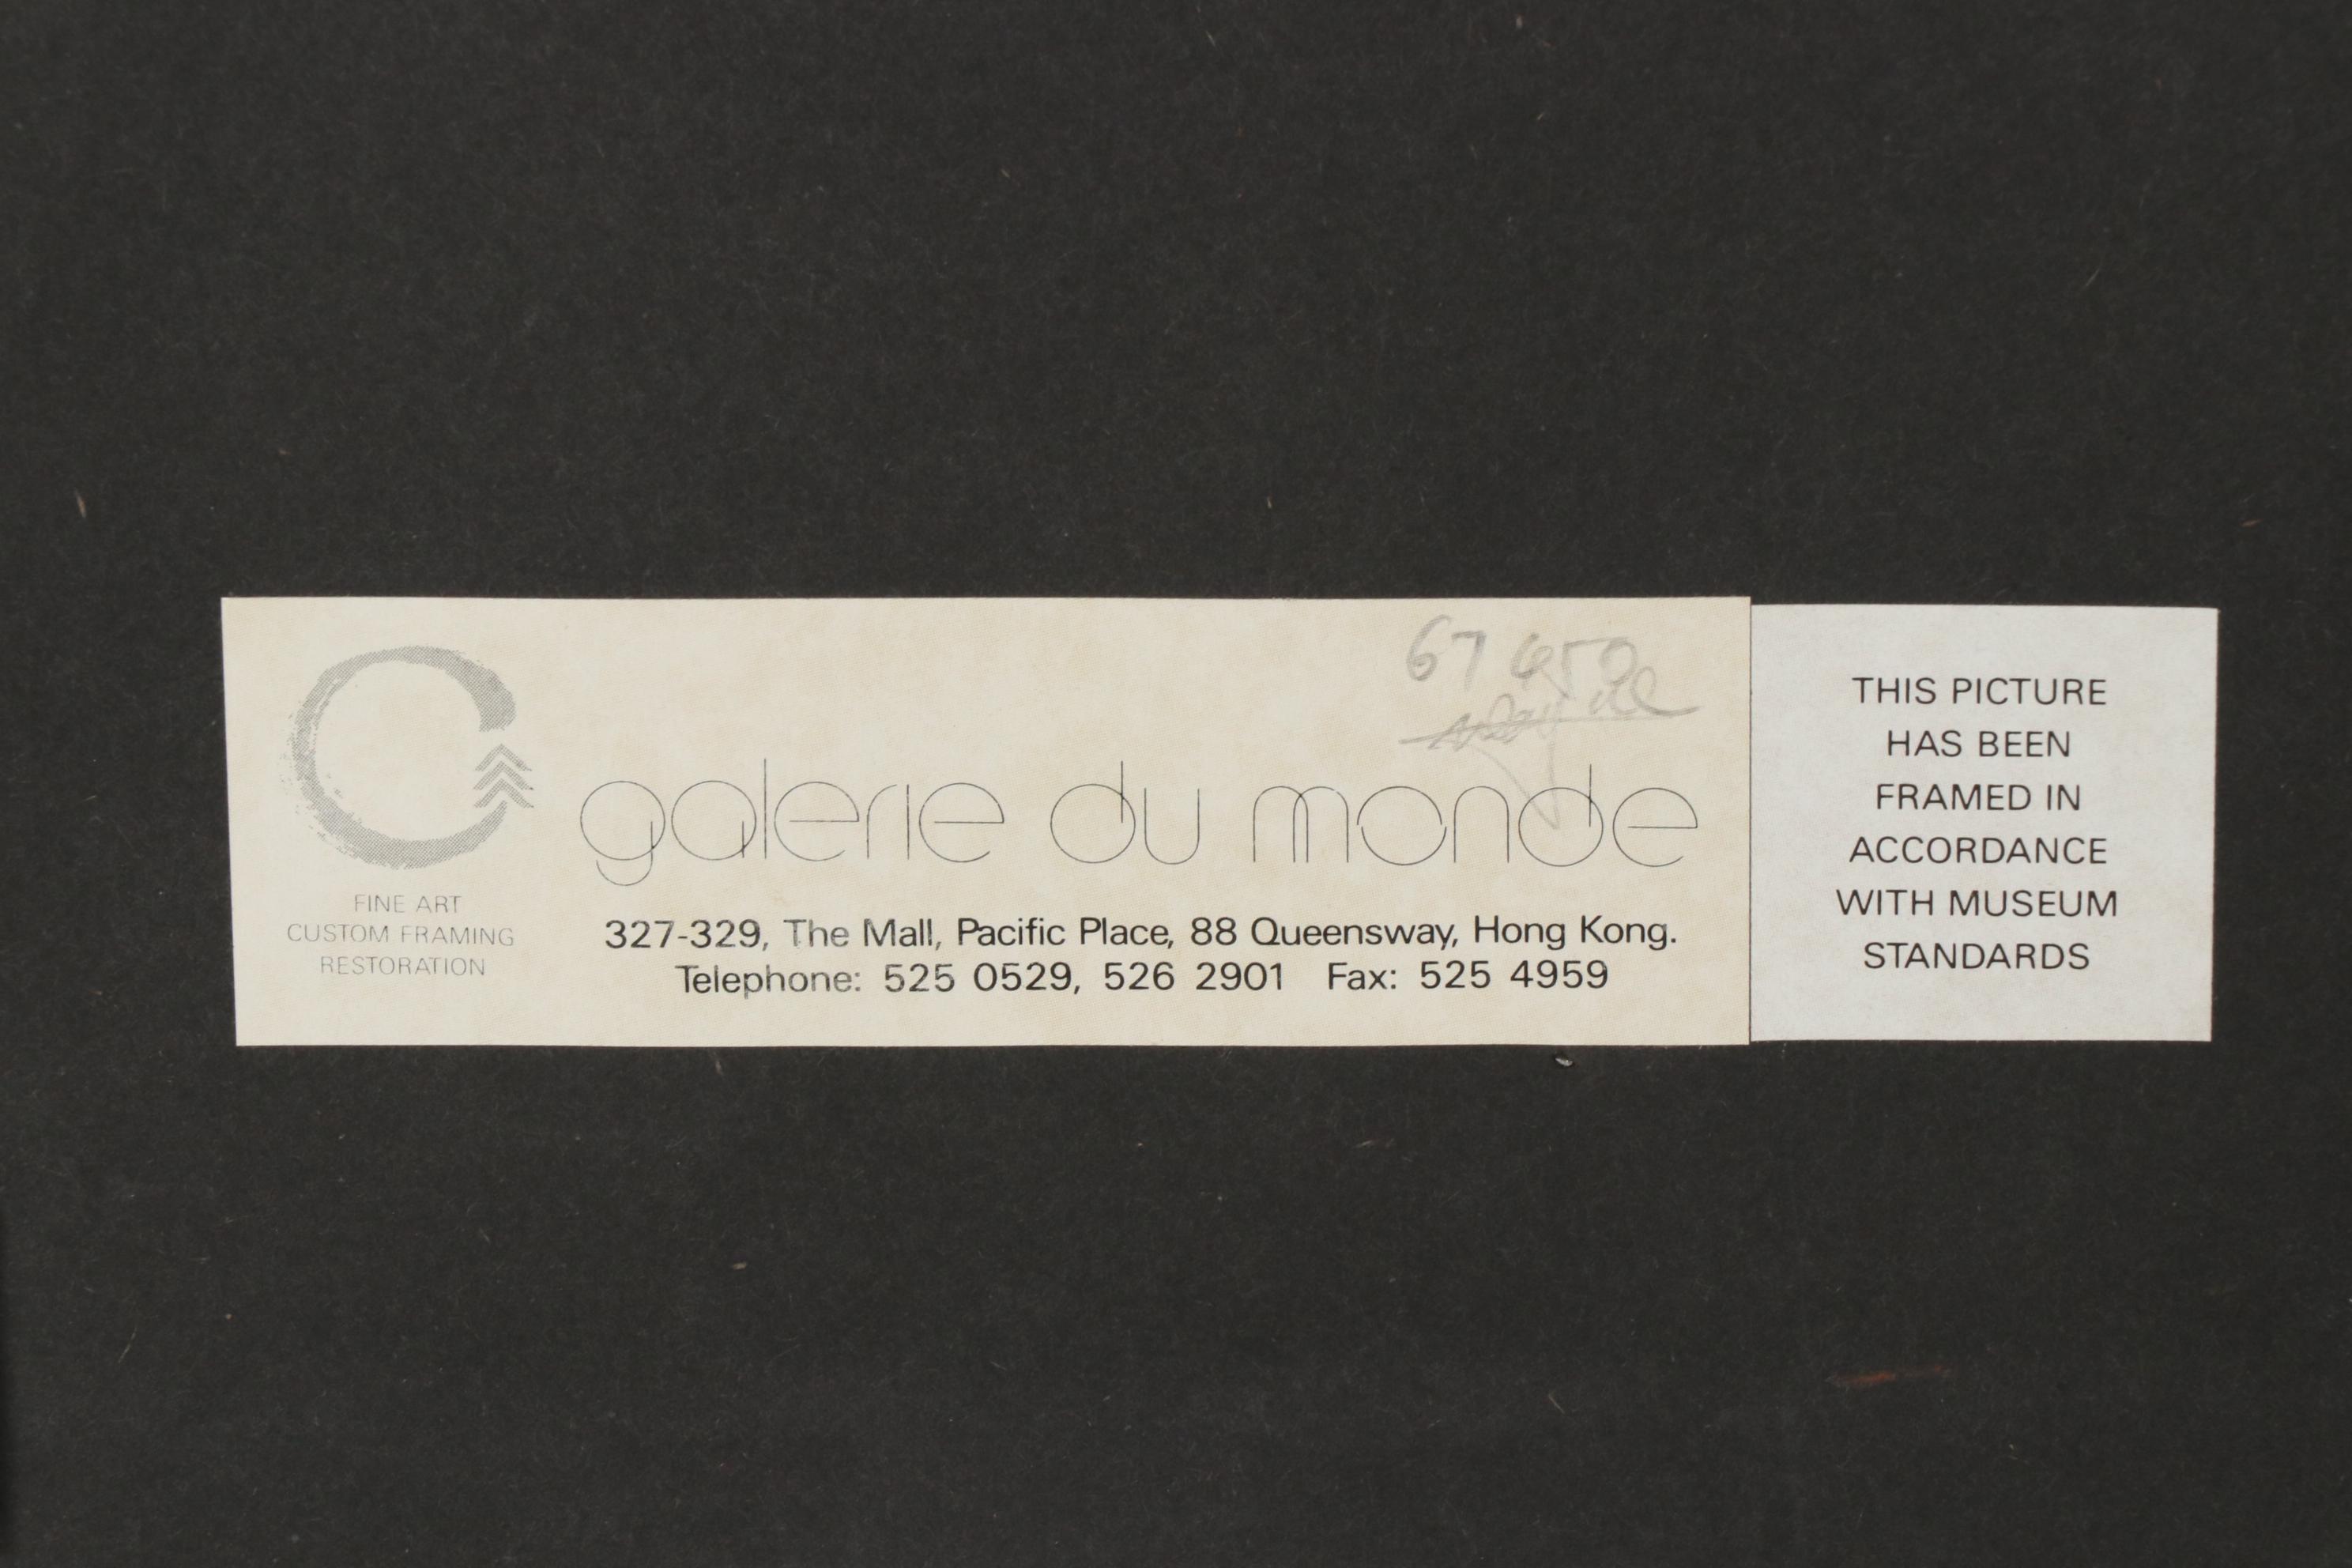 67450
galerie du monde
FINE ART
CUSTOM FRAMING
RESTORATION
327-329, The Mall, Pacific Place, 88 Queensway, Hong Kong.
Telephone: 525 0529, 526 2901 Fax: 525 4959
THIS PICTURE
HAS BEEN
FRAMED IN
ACCORDANCE
WITH MUSEUM
STANDARDS